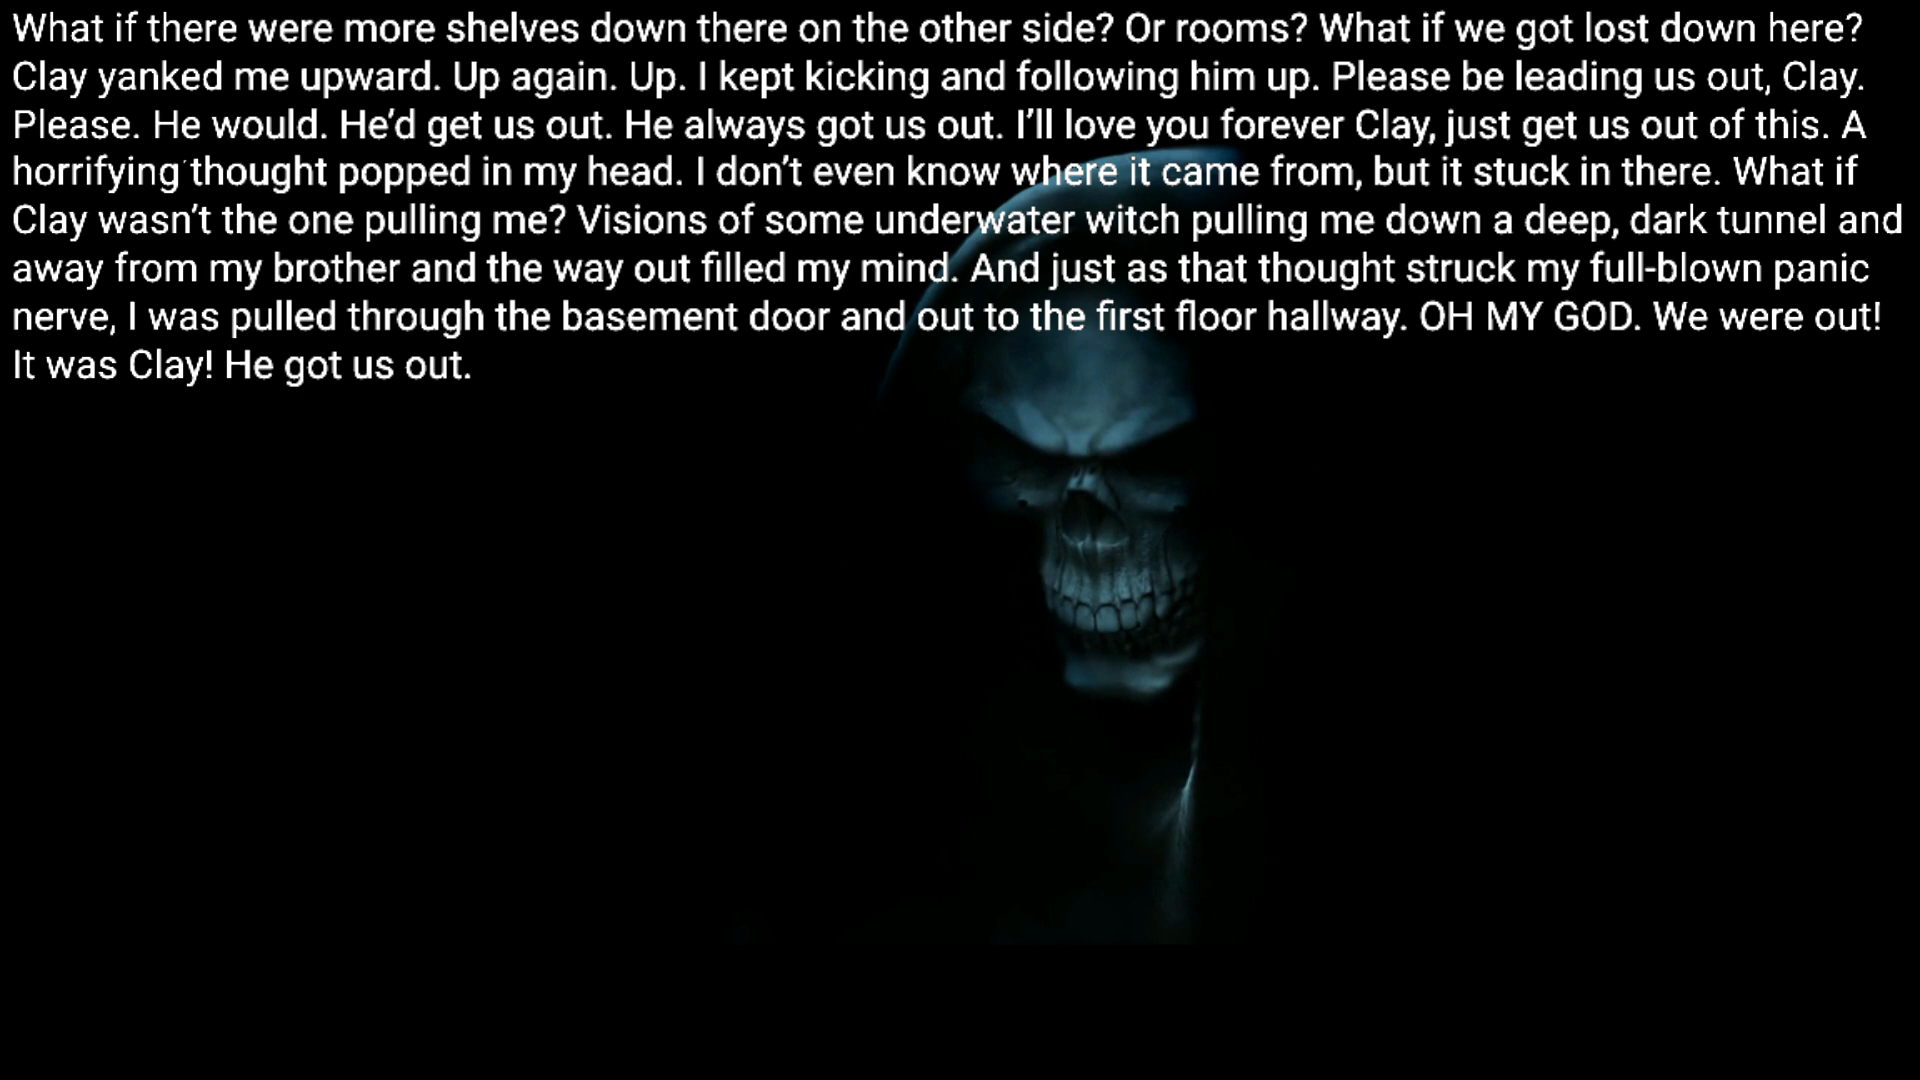 What if there were more shelves down there on the other side? Or rooms? What if we got lost down here?
Clay yanked me upward. Up again. Up. I kept kicking and following him up. Please be leading us out, Clay.
Please. He would. He’d get us out. He always got us out. I’ll love you forever Clay, just get us out of this. A
horrifying thought popped in my head. I don’t even know where it came from, but it stuck in there. What if
Clay wasn’t the one pulling me? Visions of some underwater witch pulling me down a deep, dark tunnel and
away from my brother and the way out filled my mind. And just as that thought struck my full-blown panic
nerve, I was pulled through the basement door and out to the first floor hallway. OH MY GOD. We were out!
It was Clay! He got us out.